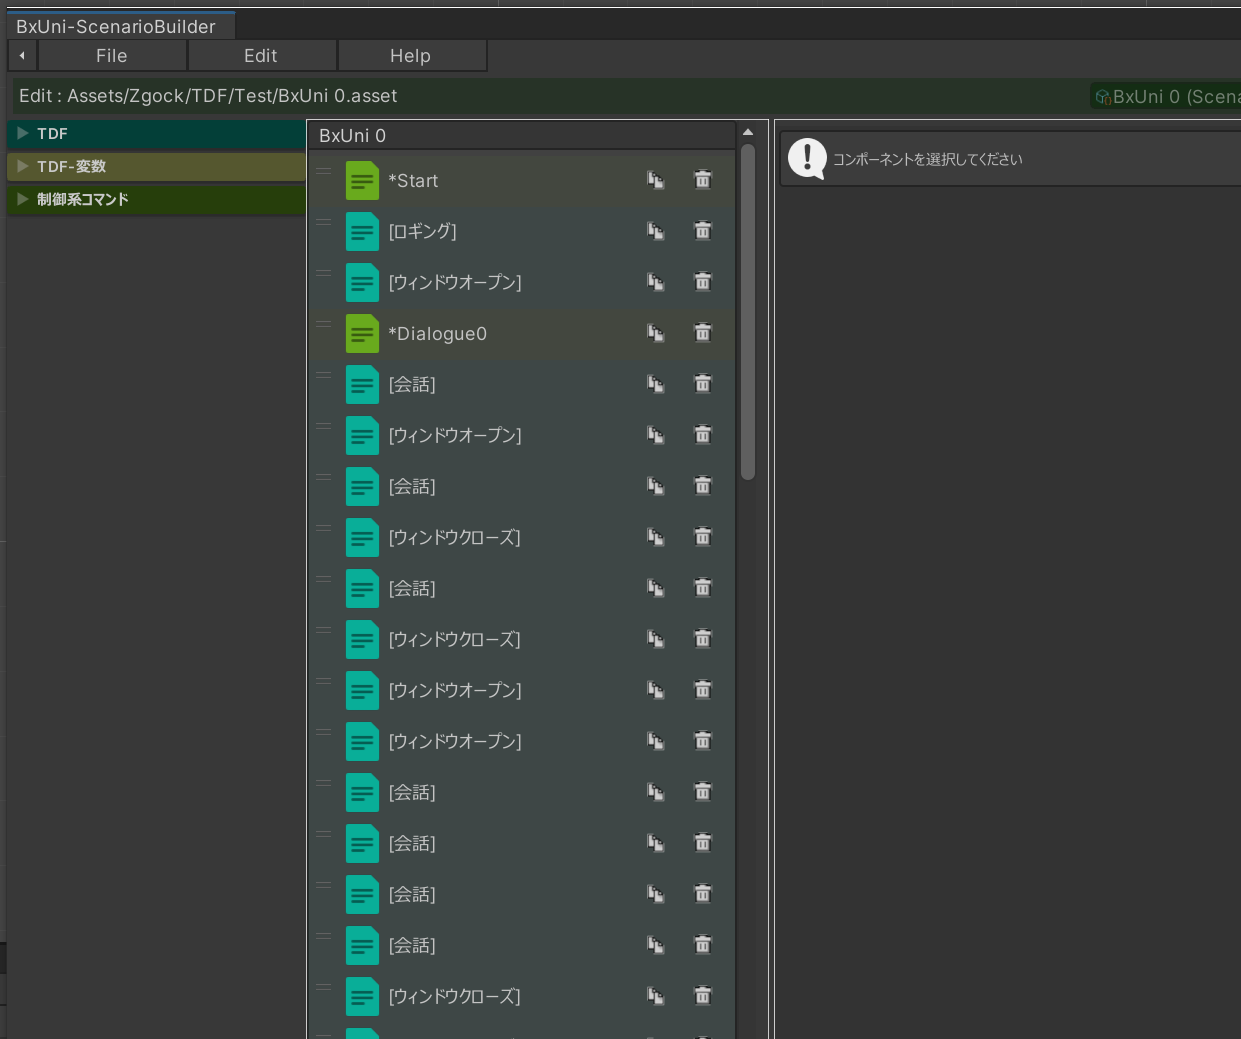 BxUni-ScenarioBuilder
File Edit Help
Edit : Assets/Zgock/TDF/Test/BxUni 0.asset
BxUni 0 (Scena
TDF
TDF-変数
制御系コマンド
BxUni 0
*Start
[ロギング]
[ウィンドウオープン]
*Dialogue0
[会話]
[ウィンドウオープン]
[会話]
[ウィンドウクローズ]
[会話]
[ウィンドウクローズ]
[ウィンドウオープン]
[ウィンドウオープン]
[会話]
[会話]
[会話]
[会話]
[ウィンドウクローズ]
コンポーネントを選択してください